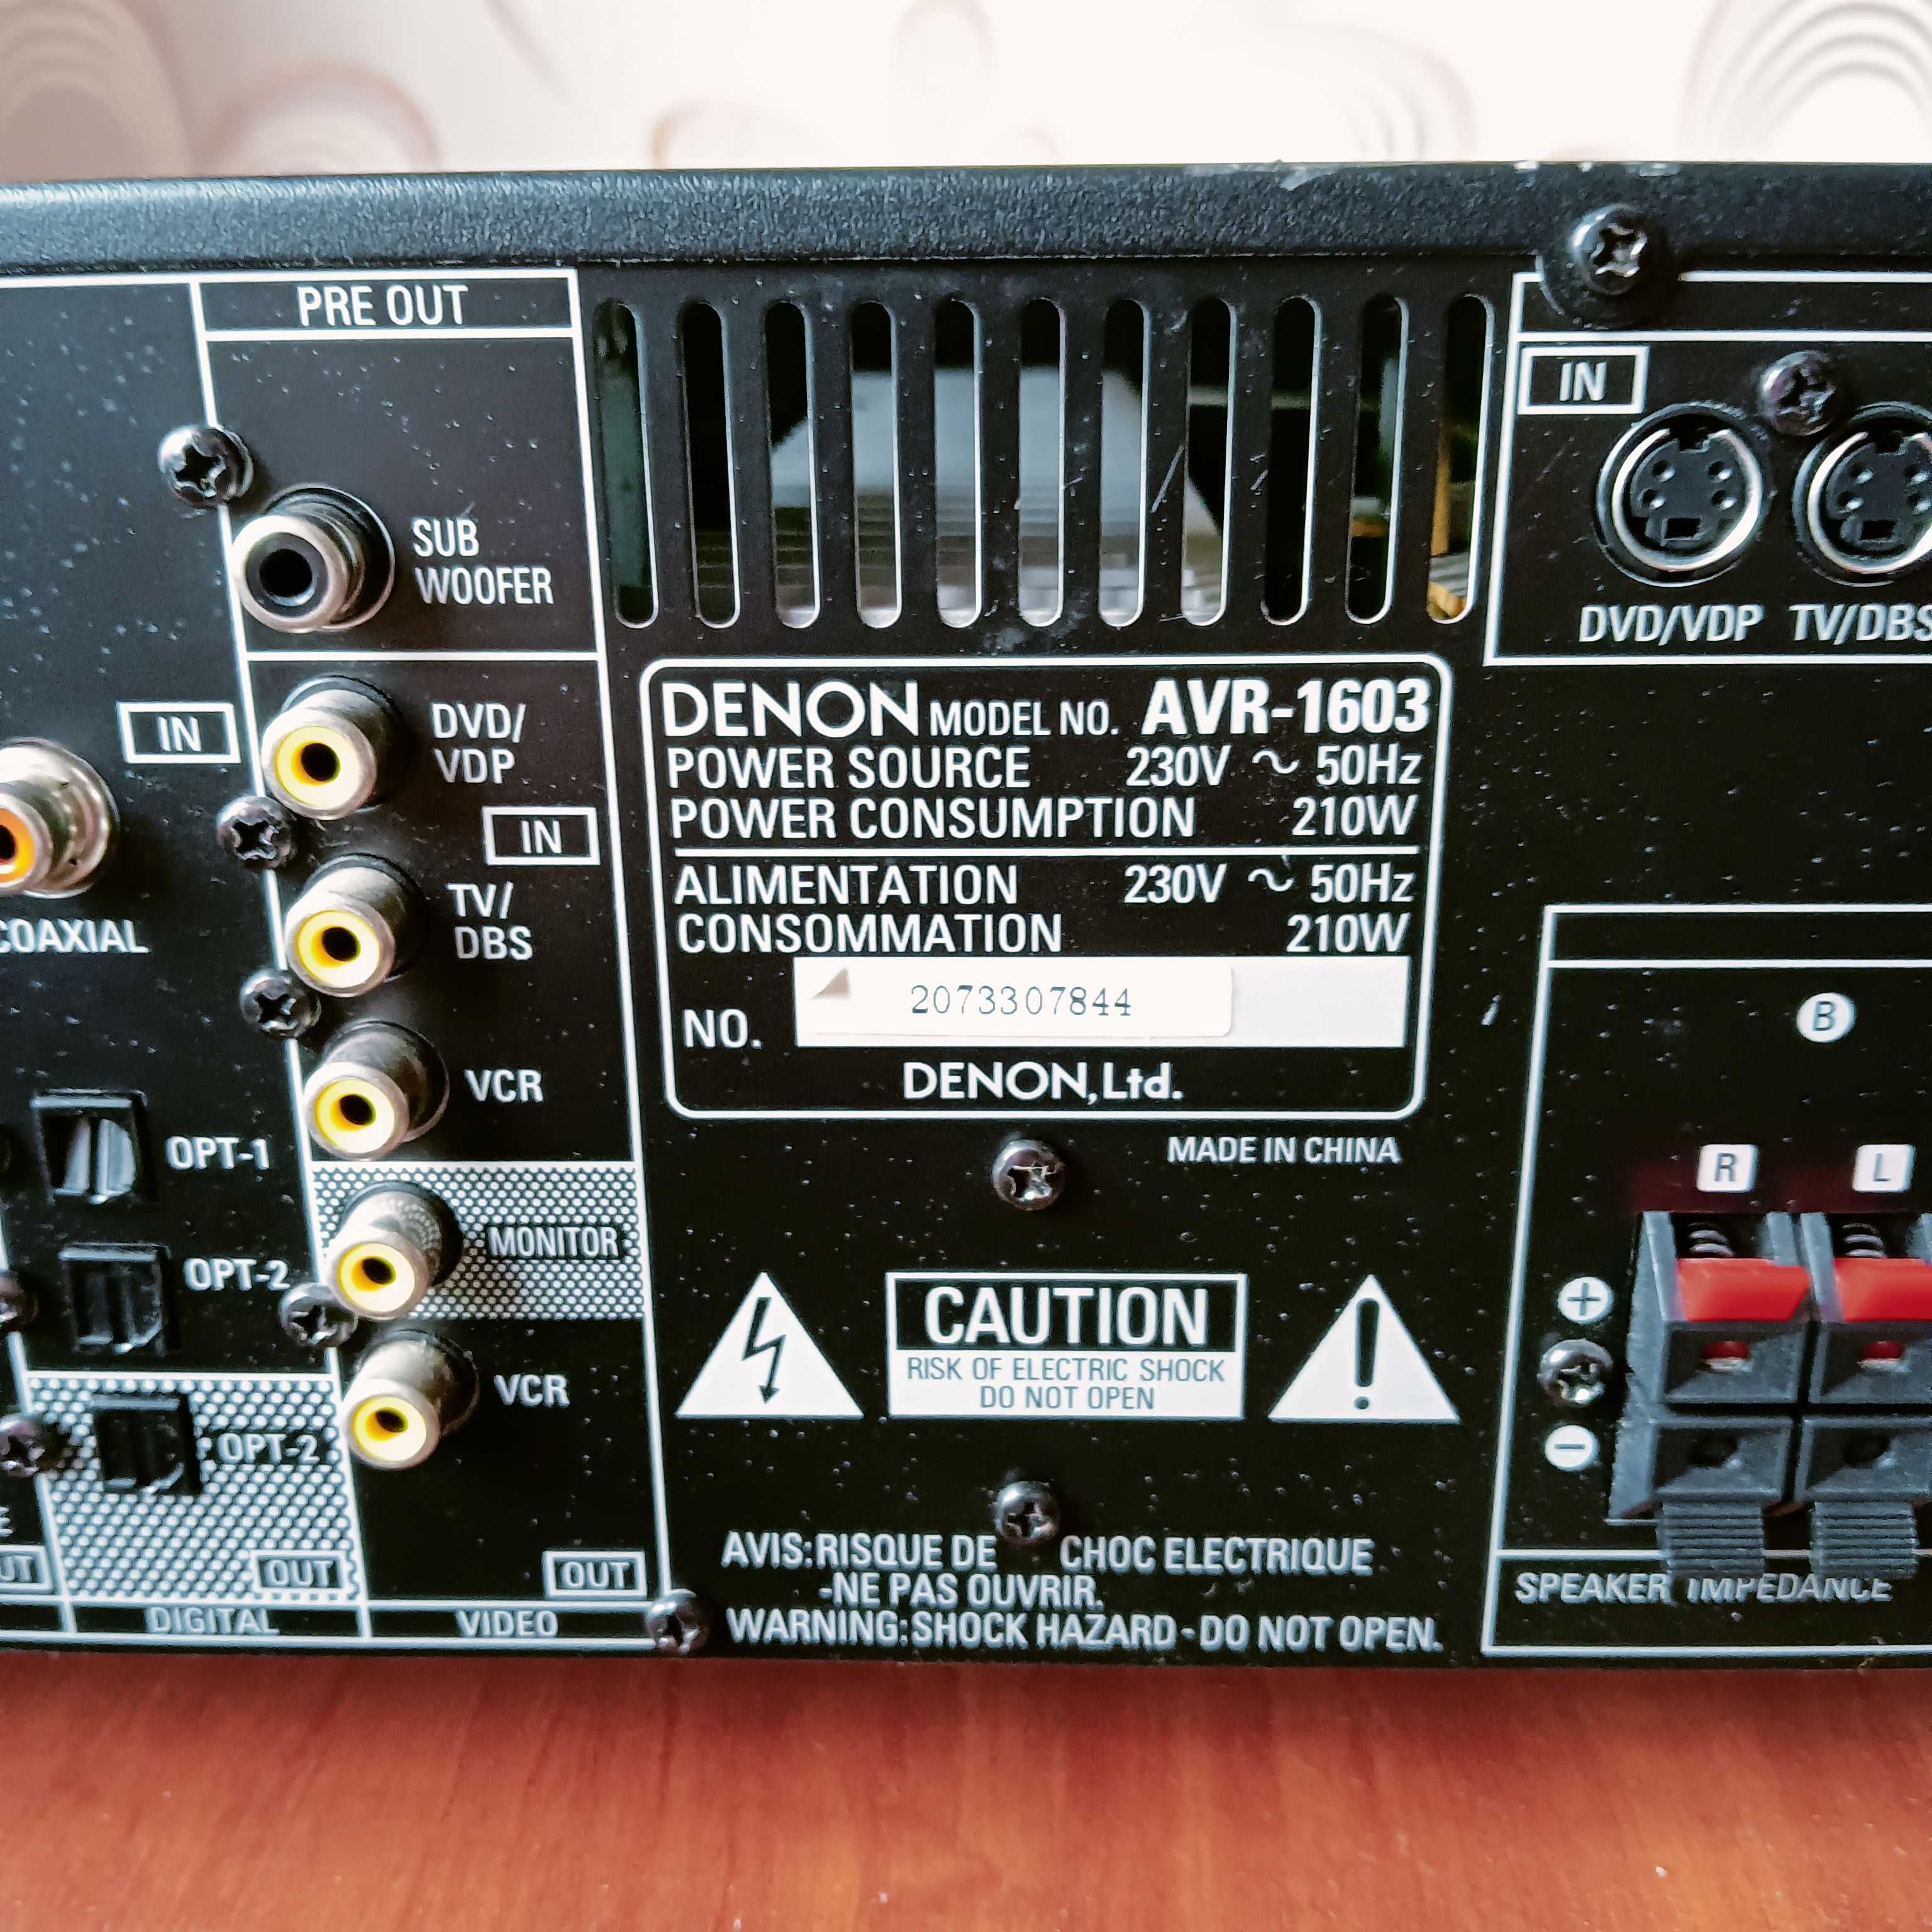 PRE OUT
SUB
WOOFER
IN
DVD/
VDP
IN
TV/
DBS
COAXIAL
VCR
OPT-1
MONITOR
OPT-2
VCR
OPT-2
OUT
OUT
DIGITAL
VIDEO
DENON MODEL NO. AVR-1603
POWER SOURCE 230V ~ 50Hz
POWER CONSUMPTION 210W
ALIMENTATION 230V ~ 50Hz
CONSOMMATION 210W
NO. 2073307844
DENON, Ltd.
MADE IN CHINA
CAUTION
RISK OF ELECTRIC SHOCK
DO NOT OPEN
AVIS: RISQUE DE CHOC ELECTRIQUE
-NE PAS OUVRIR.
WARNING: SHOCK HAZARD - DO NOT OPEN.
IN
DVD/VDP TV/DBS
B
R L
+
−
SPEAKER IMPEDANCE